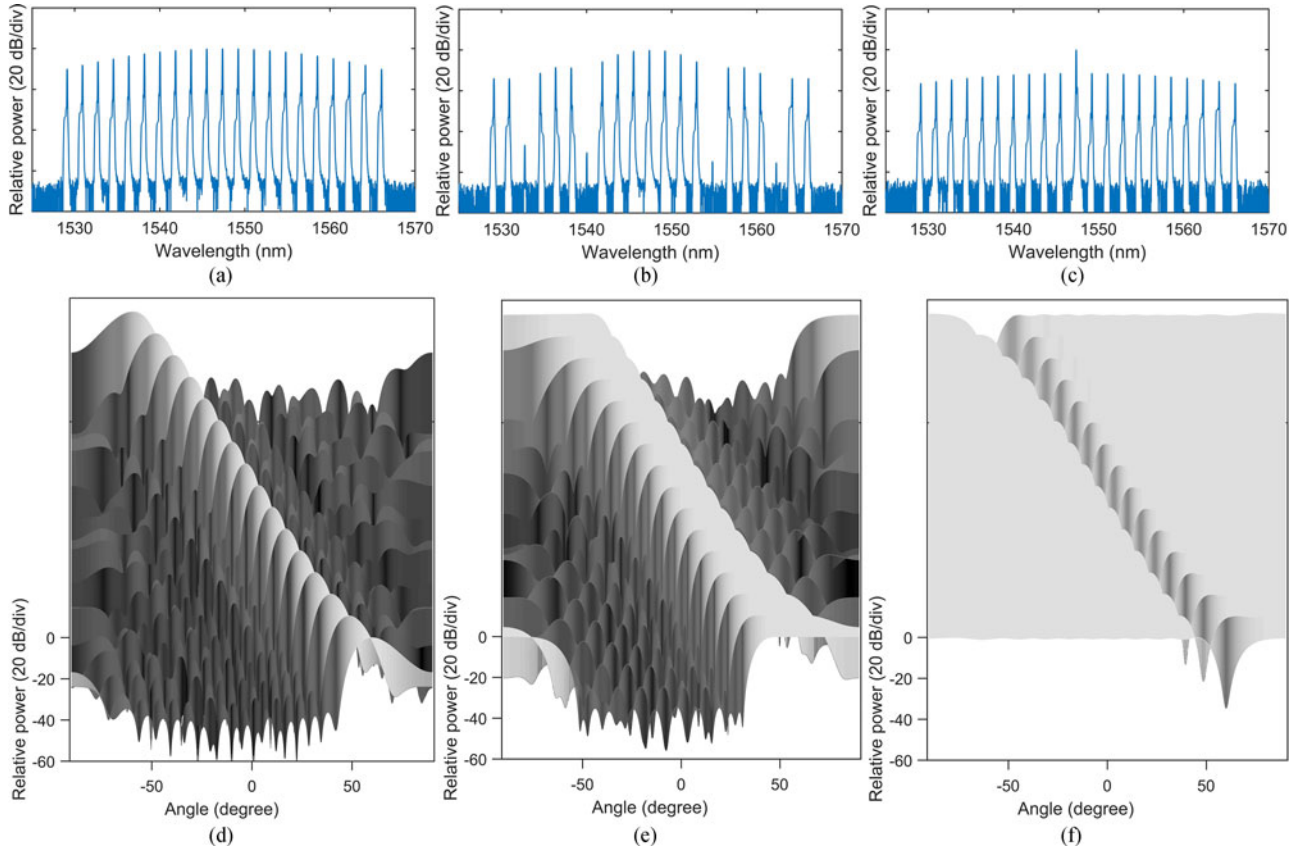 Relative power (20 dB/div)
1530 1540 1550 1560 1570
Wavelength (nm)
(a)
Relative power (20 dB/div)
1530 1540 1550 1560 1570
Wavelength (nm)
(b)
Relative power (20 dB/div)
1530 1540 1550 1560 1570
Wavelength (nm)
(c)
Relative power (20 dB/div)
0
-20
-40
-60
-50 0 50
Angle (degree)
(d)
Relative power (20 dB/div)
0
-20
-40
-60
-50 0 50
Angle (degree)
(e)
Relative power (20 dB/div)
0
-20
-40
-60
-50 0 50
Angle (degree)
(f)